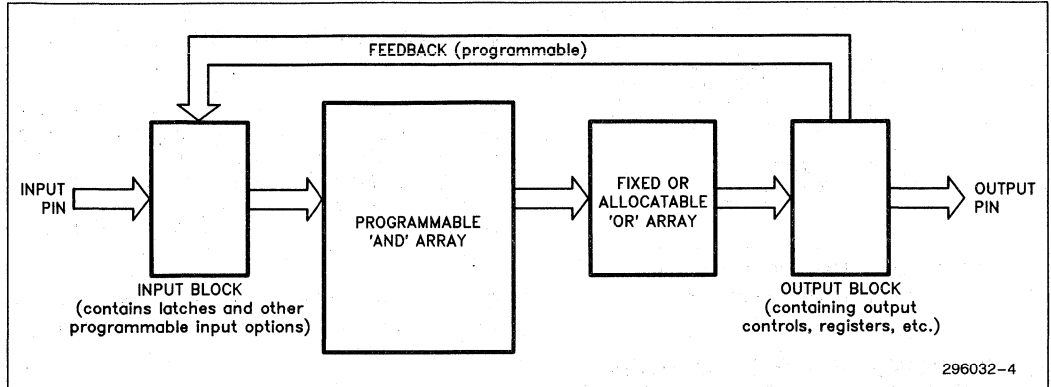 FEEDBACK (programmable)
INPUT
PIN
PROGRAMMABLE
'AND' ARRAY
FIXED OR
ALLOCATABLE
'OR' ARRAY
OUTPUT
PIN
INPUT BLOCK
(contains latches and other
programmable input options)
OUTPUT BLOCK
(containing output
controls, registers, etc.)
296032-4